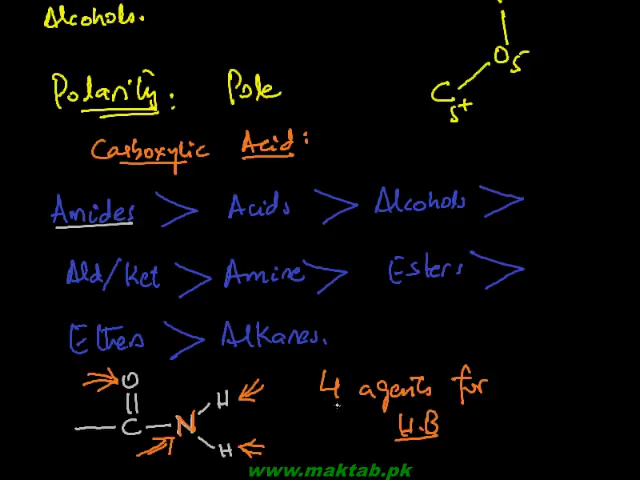 Alcohols.
O δ
C δ+
Polarity : Pole
Carboxylic Acid :
Amides > Acids > Alcohols >
Ald/Ket > Amine > Esters >
Ethers > Alkanes.
O
H
C N
H
4 agents for
H.B
www.maktab.pk